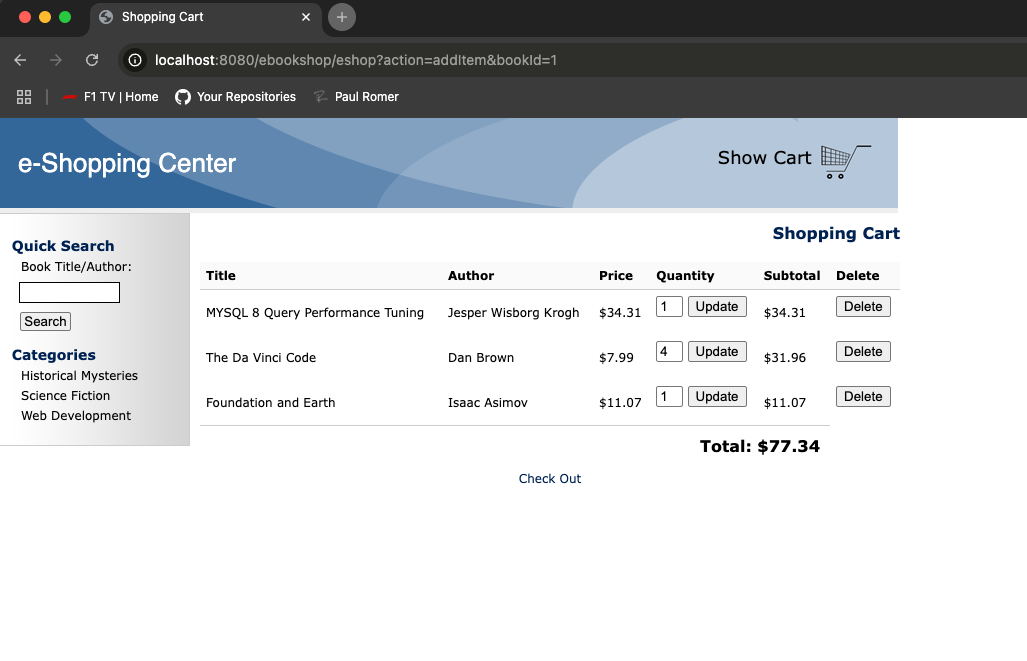 Shopping Cart
localhost:8080/ebookshop/eshop?action=addItem&bookId=1
F1 TV | Home Your Repositories Paul Romer
e-Shopping Center
Show Cart
Quick Search
Book Title/Author:
Search
Categories
Historical Mysteries
Science Fiction
Web Development
Shopping Cart
Title Author Price Quantity Subtotal Delete
MYSQL 8 Query Performance Tuning Jesper Wisborg Krogh $34.31 1 Update $34.31 Delete
The Da Vinci Code Dan Brown $7.99 4 Update $31.96 Delete
Foundation and Earth Isaac Asimov $11.07 1 Update $11.07 Delete
Total: $77.34
Check Out